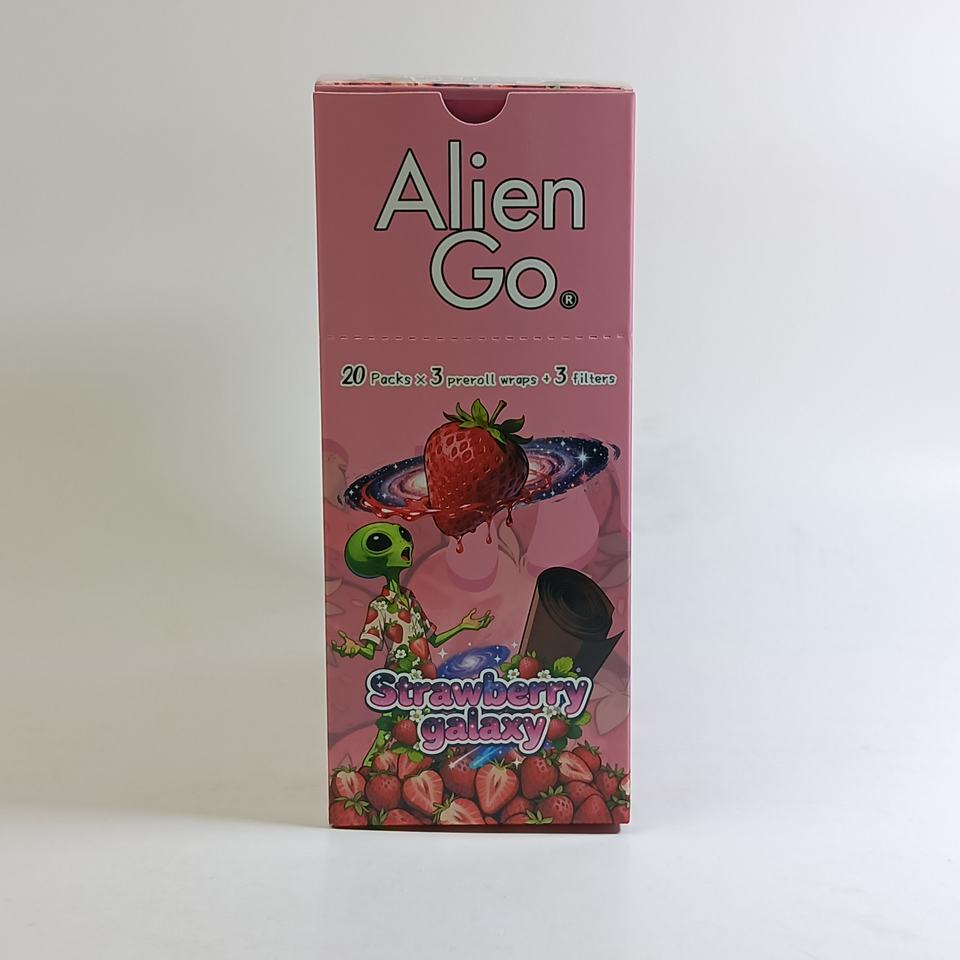 Alien
Go®
20 Packs × 3 preroll wraps + 3 filters
Strawberry
galaxy